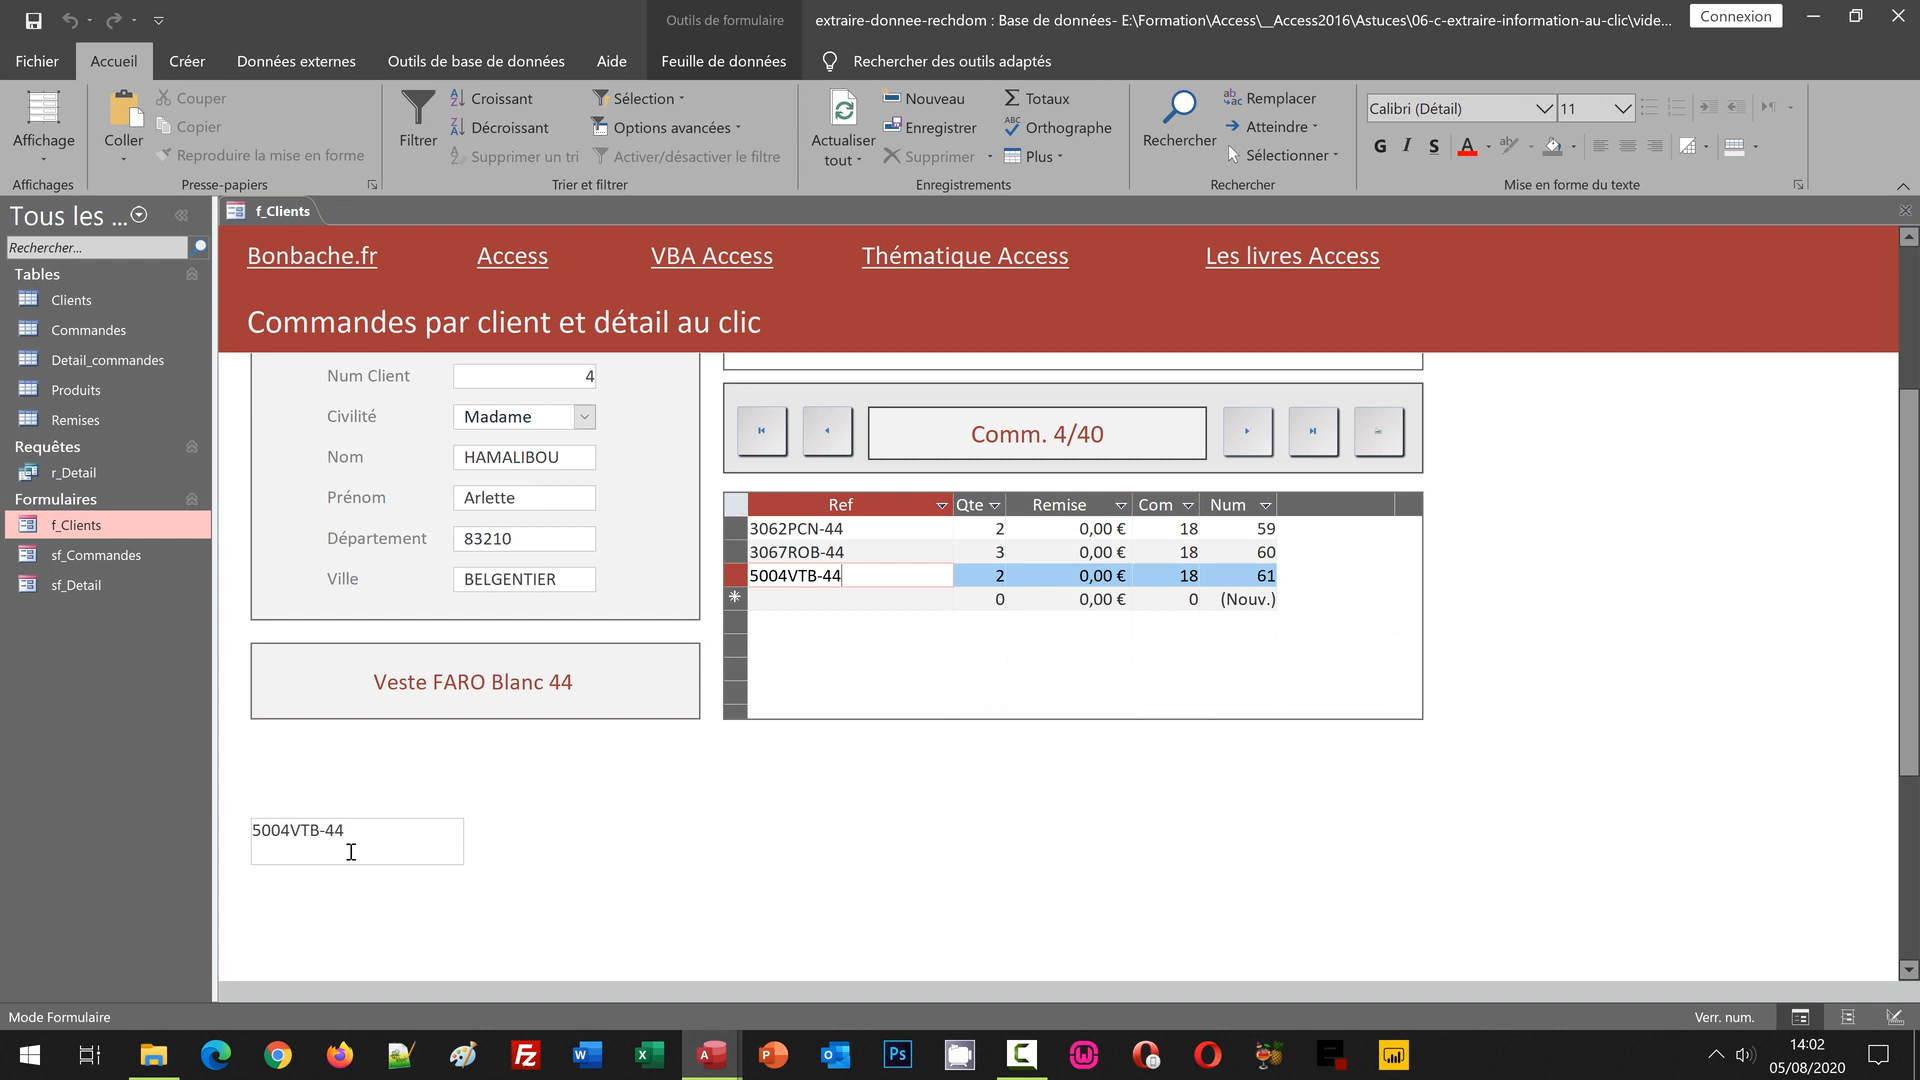 Outils de formulaire
extraire-donnee-rechdom : Base de données- E:\Formation\Access\__Access2016\Astuces\06-c-extraire-information-au-clic\vide...
Connexion
Fichier
Accueil
Créer
Données externes
Outils de base de données
Aide
Feuille de données
Rechercher des outils adaptés
Affichage
Affichages
Coller
Couper
Copier
Reproduire la mise en forme
Presse-papiers
Filtrer
Croissant
Décroissant
Supprimer un tri
Sélection
Options avancées
Activer/désactiver le filtre
Trier et filtrer
Actualiser
tout
Nouveau
Enregistrer
Supprimer
Totaux
Orthographe
Plus
Enregistrements
Rechercher
Remplacer
Atteindre
Sélectionner
Rechercher
Calibri (Détail)
11
G I S A
Mise en forme du texte
Tous les ...
Rechercher...
Tables
Clients
Commandes
Detail_commandes
Produits
Remises
Requêtes
r_Detail
Formulaires
f_Clients
sf_Commandes
sf_Detail
f_Clients
Bonbache.fr
Access
VBA Access
Thématique Access
Les livres Access
Commandes par client et détail au clic
Num Client 4
Civilité Madame
Nom HAMALIBOU
Prénom Arlette
Département 83210
Ville BELGENTIER
Veste FARO Blanc 44
Comm. 4/40
Ref Qte Remise Com Num
3062PCN-44 2 0,00 € 18 59
3067ROB-44 3 0,00 € 18 60
5004VTB-44 2 0,00 € 18 61
0 0,00 € 0 (Nouv.)
5004VTB-44
Mode Formulaire
Verr. num.
14:02
05/08/2020